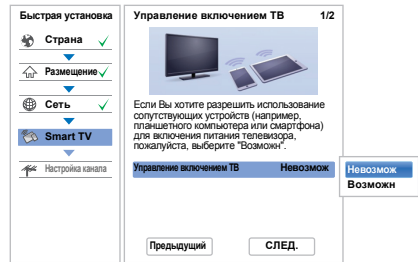 Быстрая установка
Страна
Размещение
Сеть
Smart TV
Настройка канала
Управление включением ТВ 1/2
Если Вы хотите разрешить использование
сопутствующих устройств (например,
планшетного компьютера или смартфона)
для включения питания телевизора,
пожалуйста, выберите "Возможн".
Управление включением ТВ Невозмож
Предыдущий СЛЕД.
Невозмож
Возможн